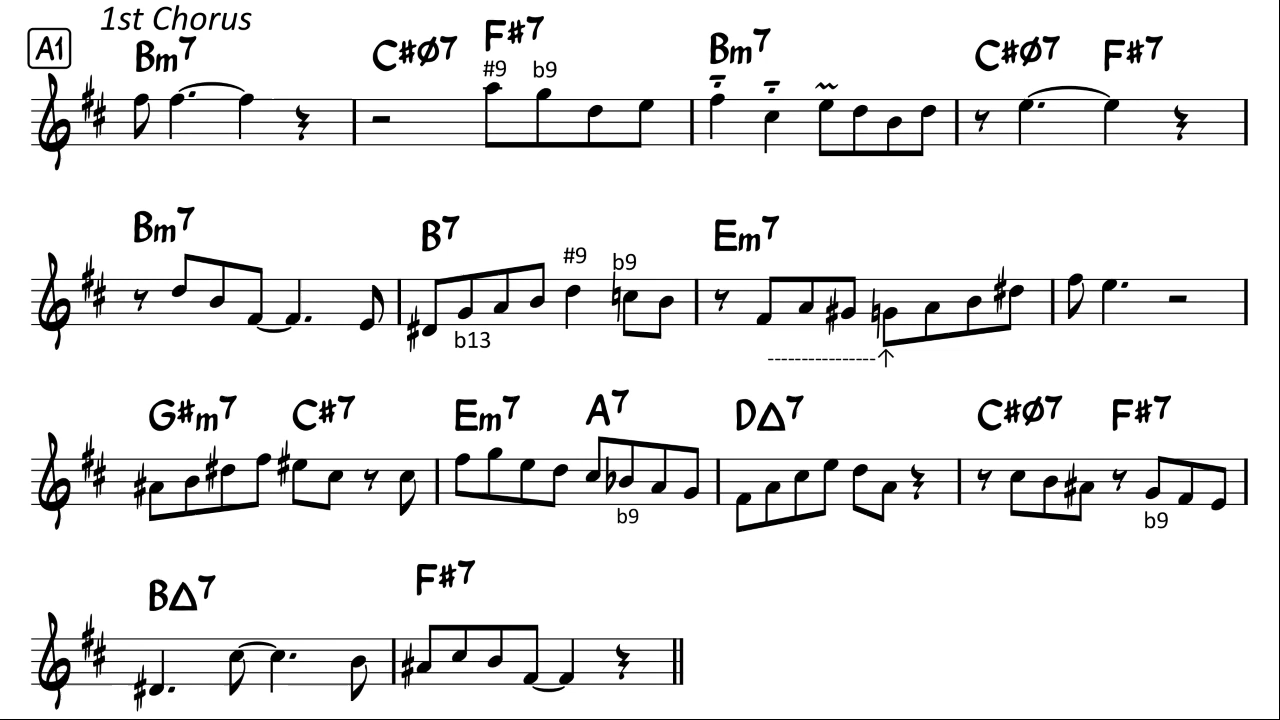 1st Chorus
A1 Bm7 C#Ø7 F#7 Bm7 C#Ø7 F#7
#9 b9
Bm7 B7 Em7
#9 b9
b13
G#m7 C#7 Em7 A7 D△7 C#Ø7 F#7
b9 b9
B△7 F#7